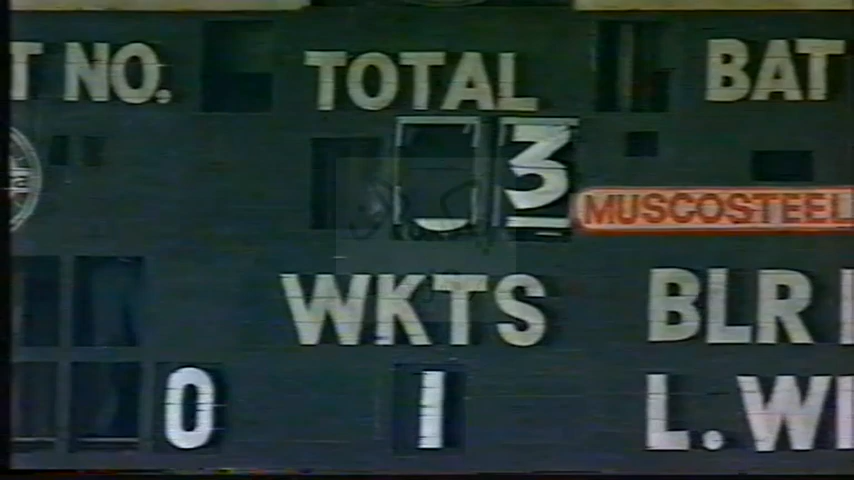 T NO. TOTAL BAT
3
MUSCOSTEEL
WKTS BLR
0 1 L.W